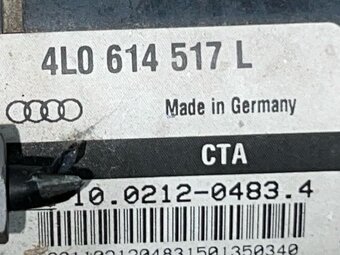 4L0 614 517 L
Made in Germany
CTA
10.0212-0483.4